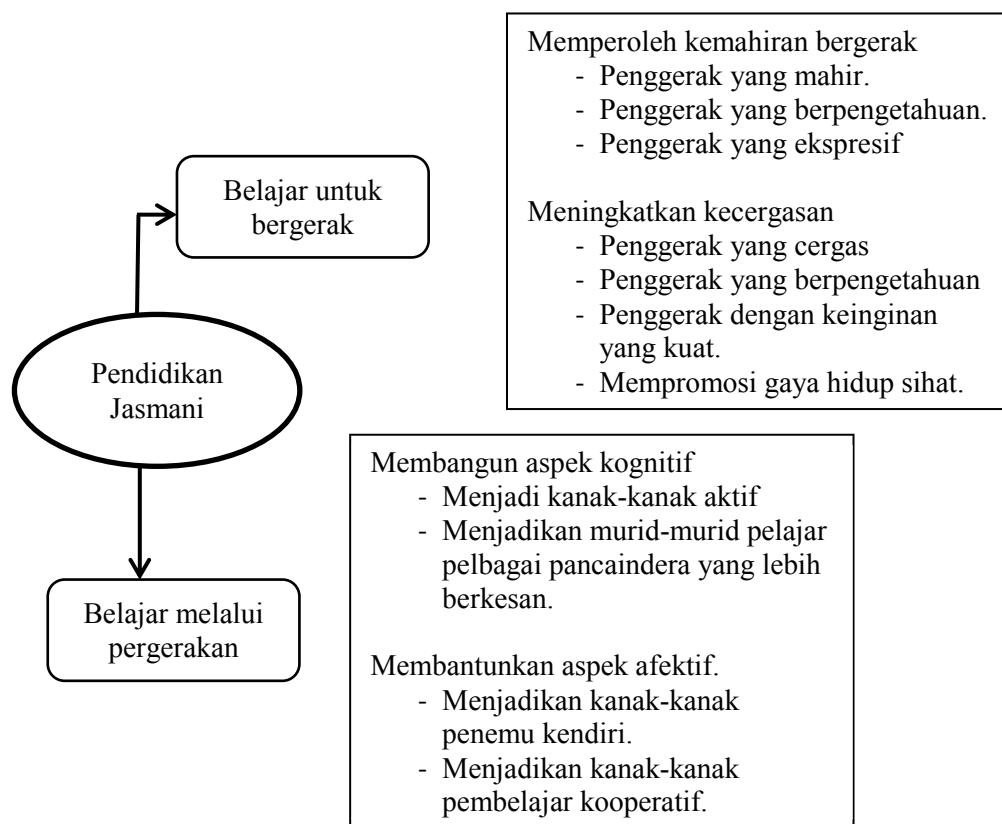 Memperoleh kemahiran bergerak
- Penggerak yang mahir.
- Penggerak yang berpengetahuan.
- Penggerak yang ekspresif
Meningkatkan kecergasan
- Penggerak yang cergas
- Penggerak yang berpengetahuan
- Penggerak dengan keinginan
yang kuat.
- Mempromosi gaya hidup sihat.
Belajar untuk
bergerak
Pendidikan
Jasmani
Belajar melalui
pergerakan
Membangun aspek kognitif
- Menjadi kanak-kanak aktif
- Menjadikan murid-murid pelajar
pelbagai pancaindera yang lebih
berkesan.
Membantunkan aspek afektif.
- Menjadikan kanak-kanak
penemu kendiri.
- Menjadikan kanak-kanak
pembelajar kooperatif.